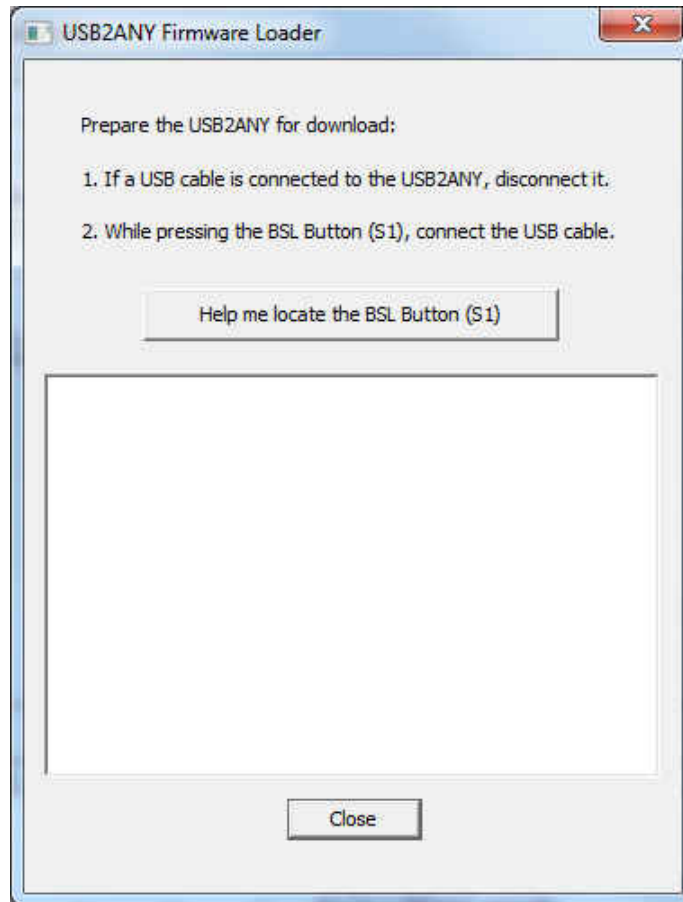 USB2ANY Firmware Loader
Prepare the USB2ANY for download:
1. If a USB cable is connected to the USB2ANY, disconnect it.
2. While pressing the BSL Button (S1), connect the USB cable.
Help me locate the BSL Button (S1)
Close